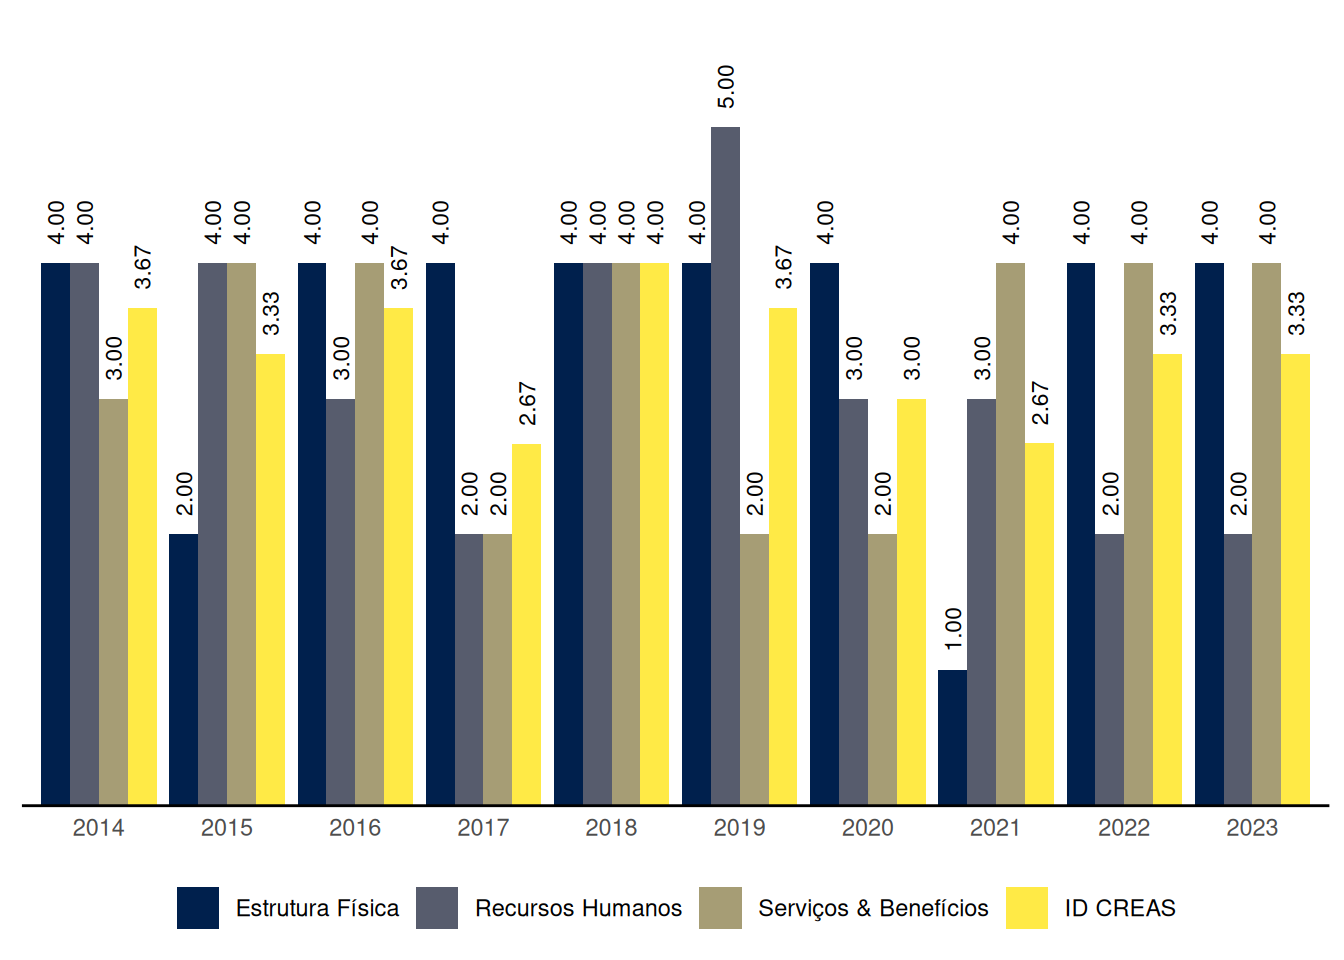 5.00
4.00 4.00 4.00 4.00 4.00 4.00 4.00 4.00 4.00 4.00 4.00 4.00 4.00 4.00 4.00 4.00 4.00 4.00
3.67 3.67 3.67
3.33 3.33 3.33
3.00 3.00 3.00 3.00 3.00
2.67 2.67
2.00 2.00 2.00 2.00 2.00 2.00 2.00
1.00
2014 2015 2016 2017 2018 2019 2020 2021 2022 2023
Estrutura Física Recursos Humanos Serviços & Benefícios ID CREAS